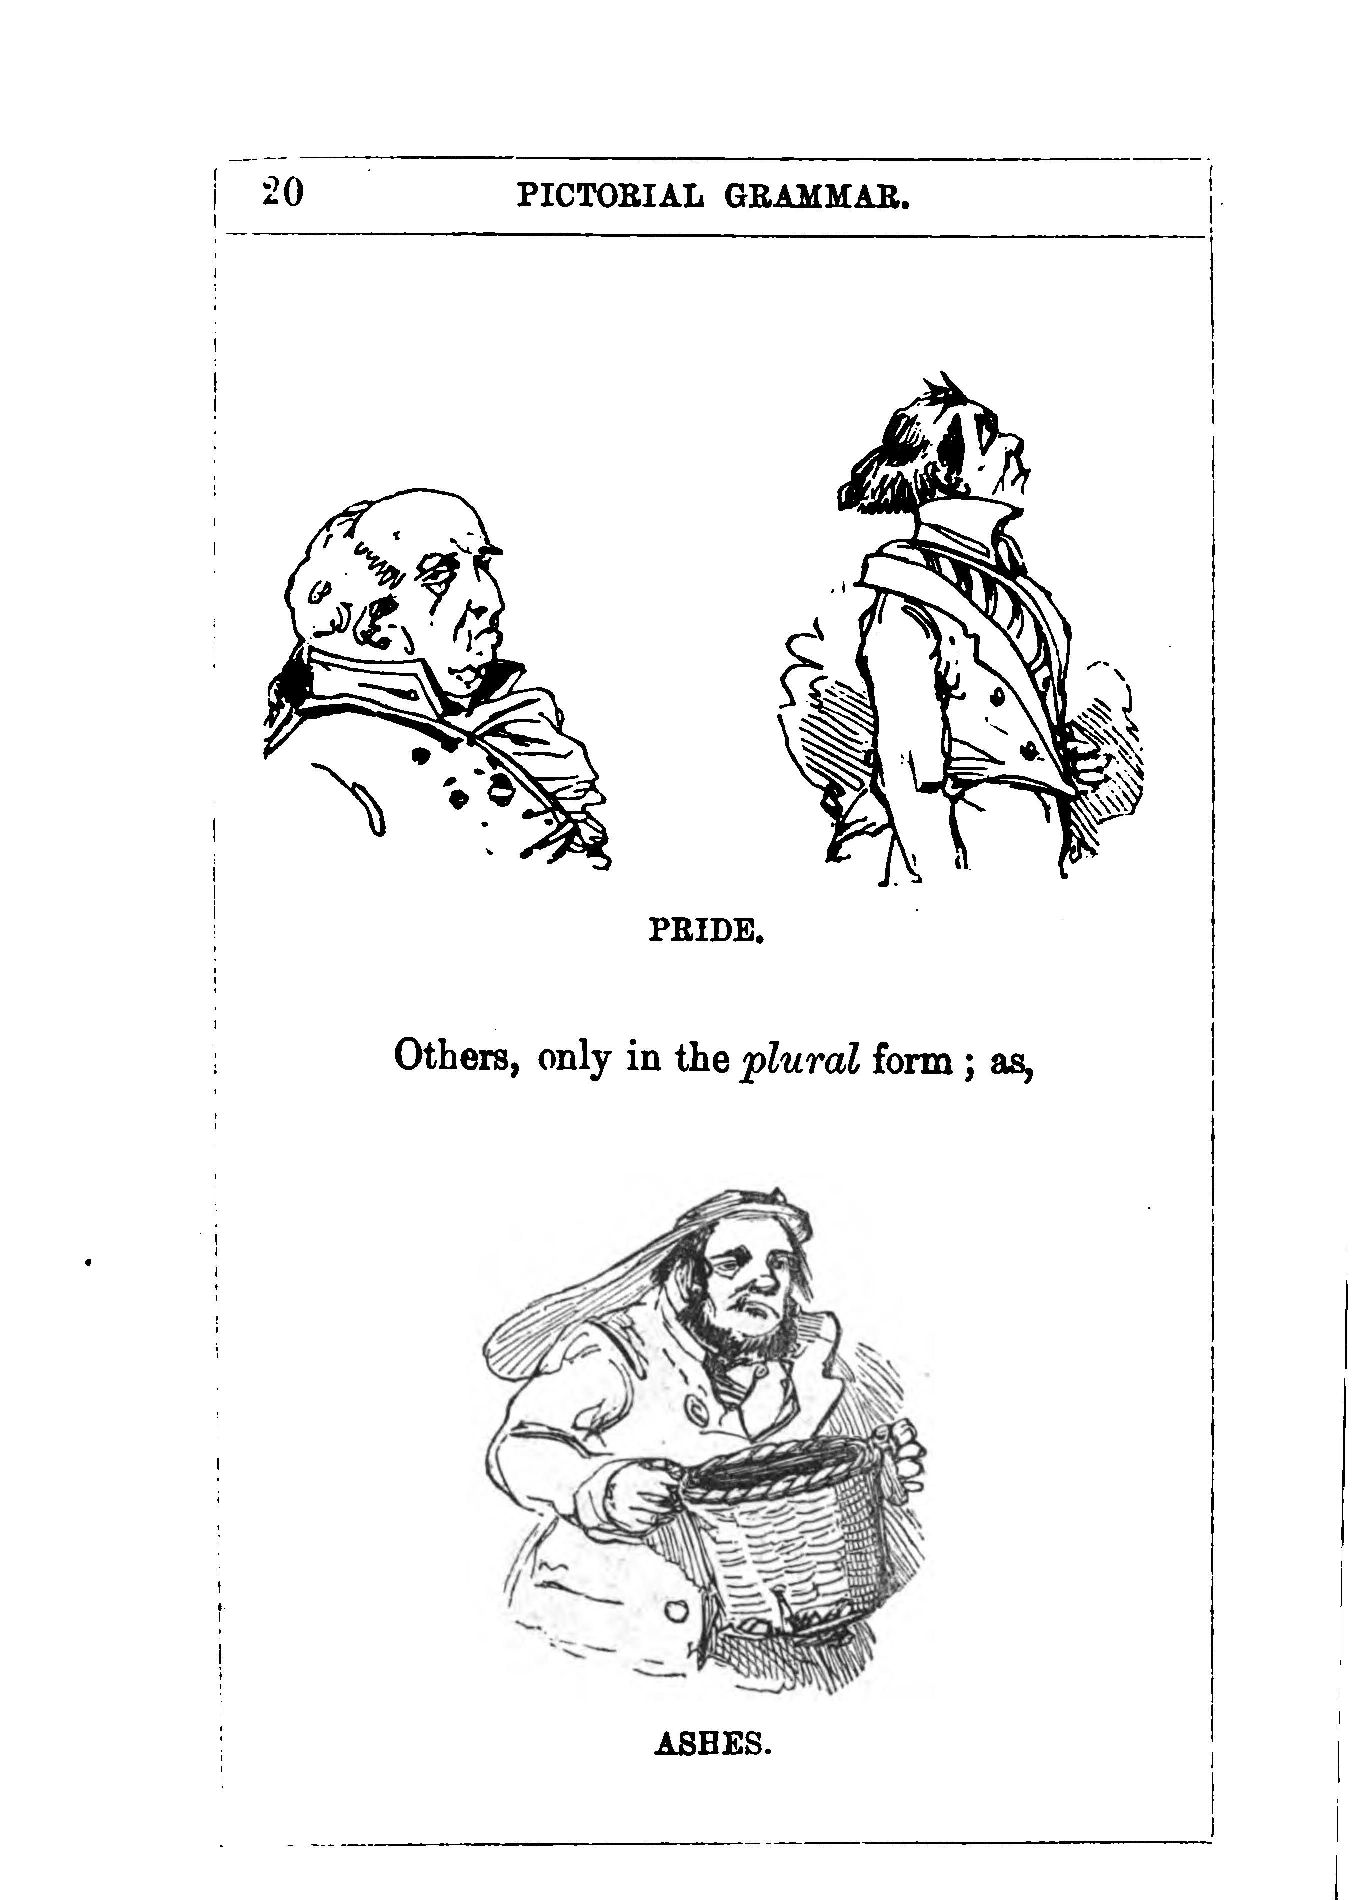 20 PICTORIAL GRAMMAR.
PRIDE.
Others, only in the plural form ; as,
ASHES.